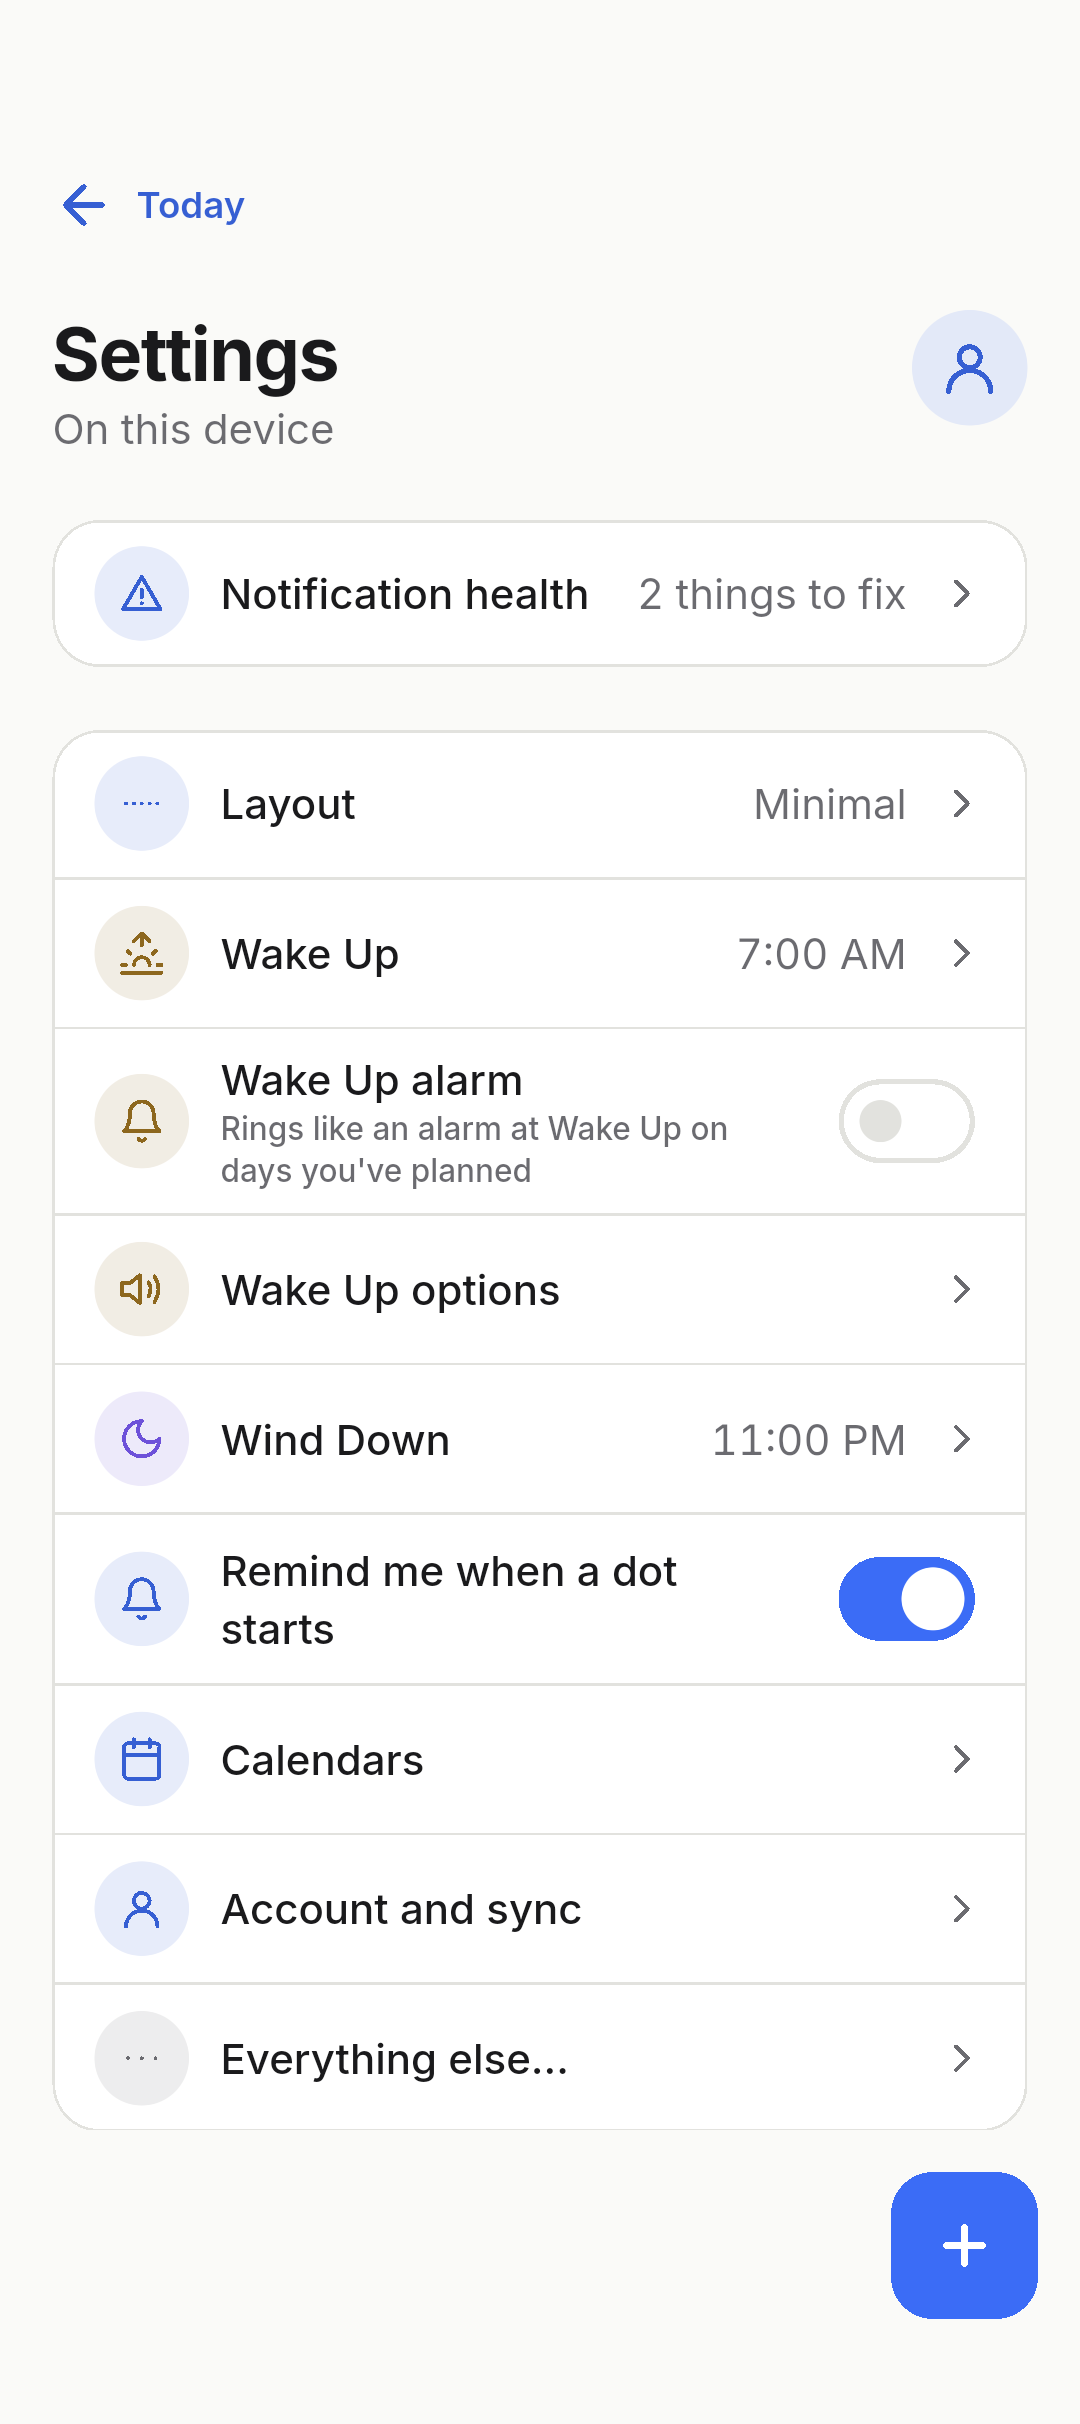 Today
Settings
On this device
Notification health 2 things to fix
Layout Minimal
Wake Up 7:00 AM
Wake Up alarm
Rings like an alarm at Wake Up on
days you've planned
Wake Up options
Wind Down 11:00 PM
Remind me when a dot
starts
Calendars
Account and sync
Everything else...